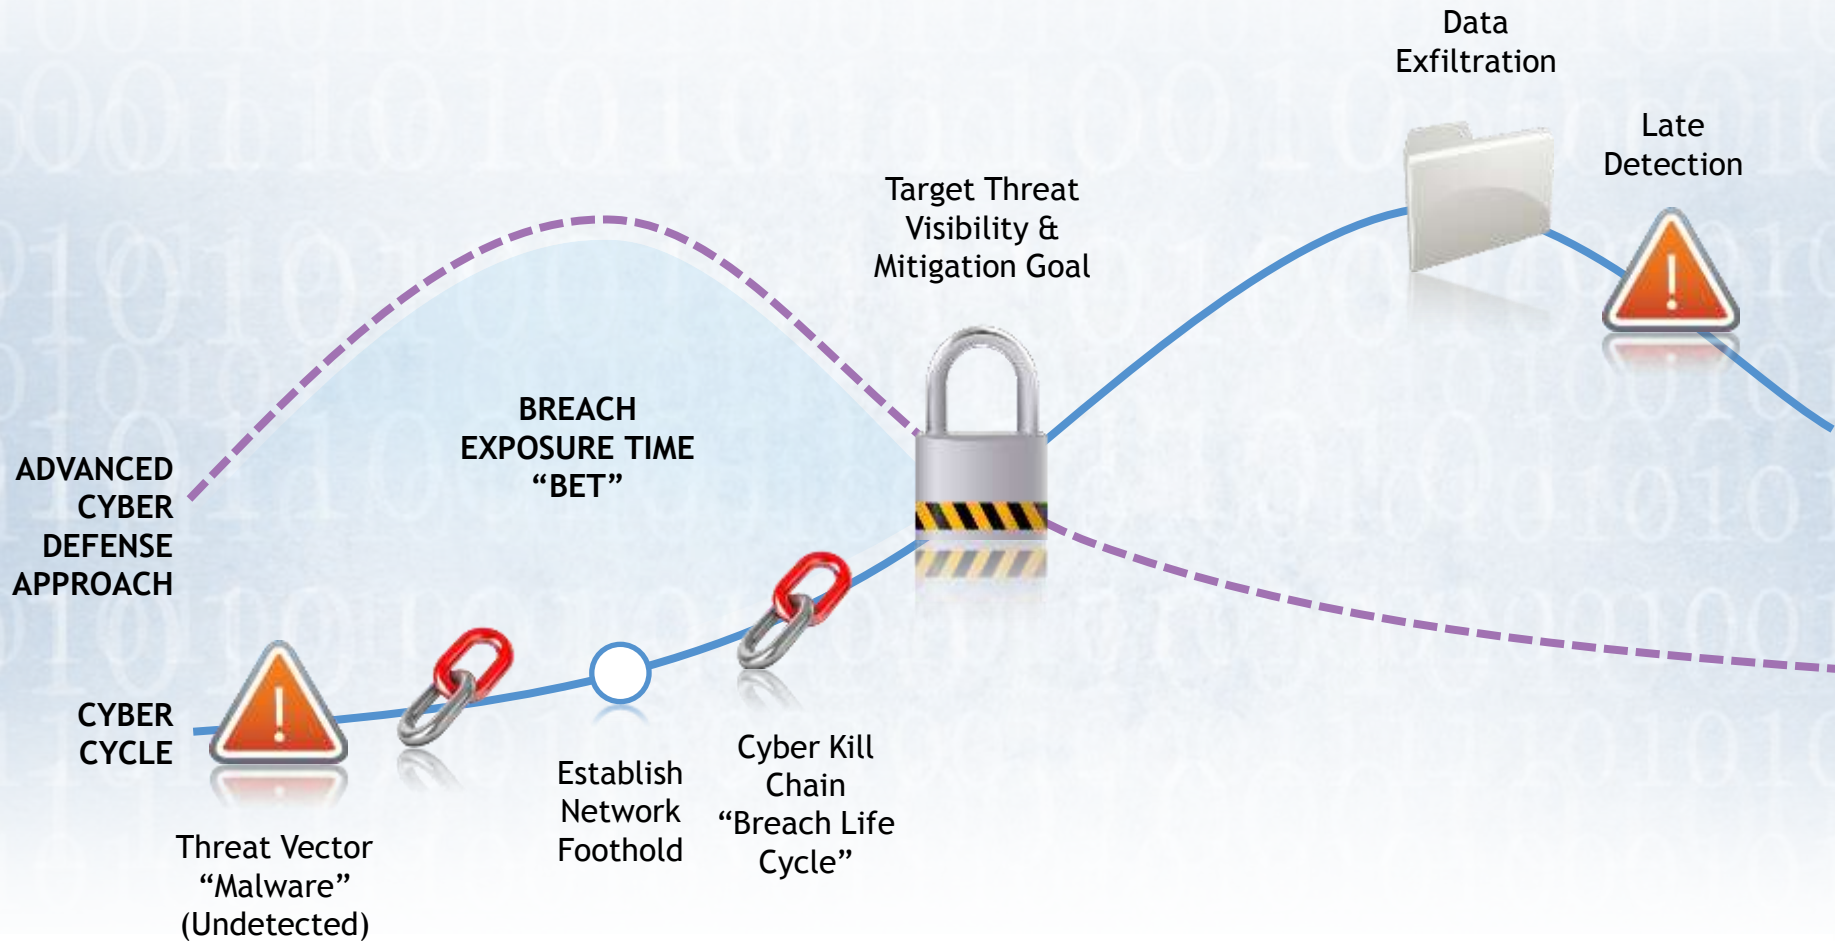 Data
Exfiltration
Late
Detection
Target Threat
Visibility &
Mitigation Goal
BREACH
EXPOSURE TIME
“BET”
ADVANCED
CYBER
DEFENSE
APPROACH
CYBER
CYCLE
Threat Vector
“Malware”
(Undetected)
Establish
Network
Foothold
Cyber Kill
Chain
“Breach Life
Cycle”